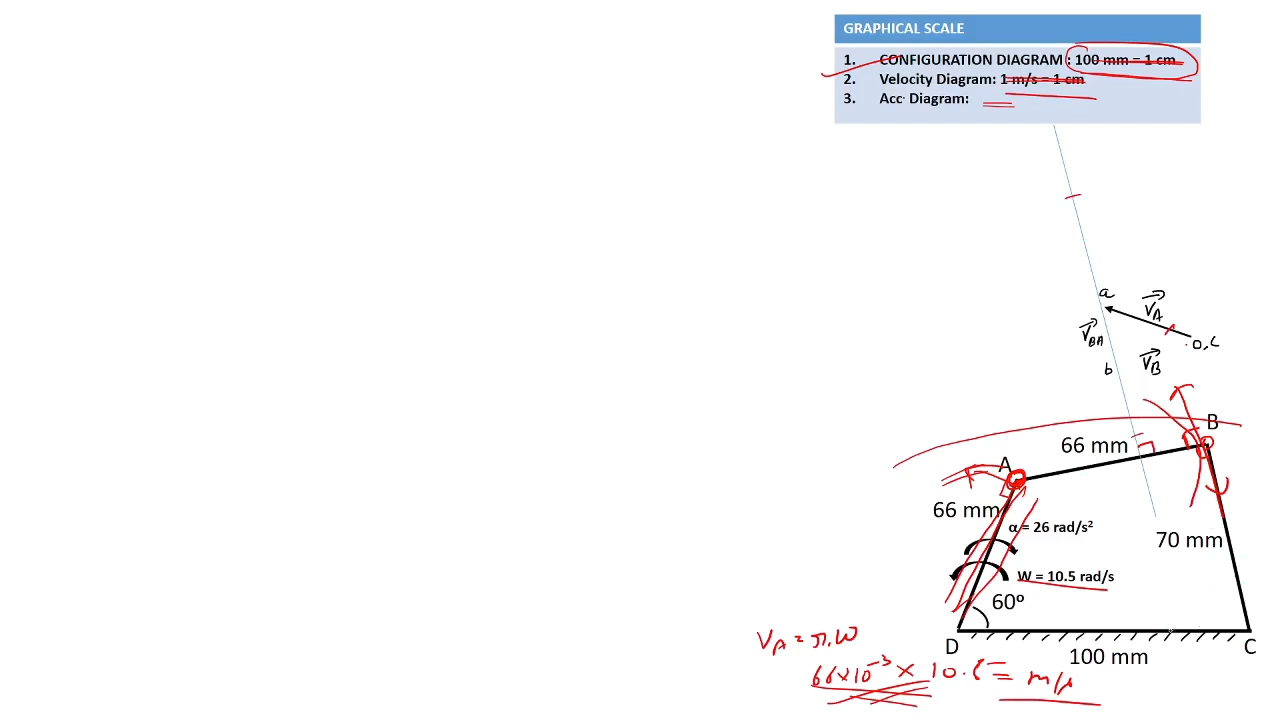 GRAPHICAL SCALE
1. CONFIGURATION DIAGRAM : 100 mm = 1 cm
2. Velocity Diagram: 1 m/s = 1 cm
3. Acc. Diagram:
a
V_A
V_BA
o, c
b
V_B
B
66 mm
A
66 mm
α = 26 rad/s²
70 mm
W = 10.5 rad/s
60º
D
C
100 mm
V_A = r.ω
66×10⁻³ × 10.5 = m/s